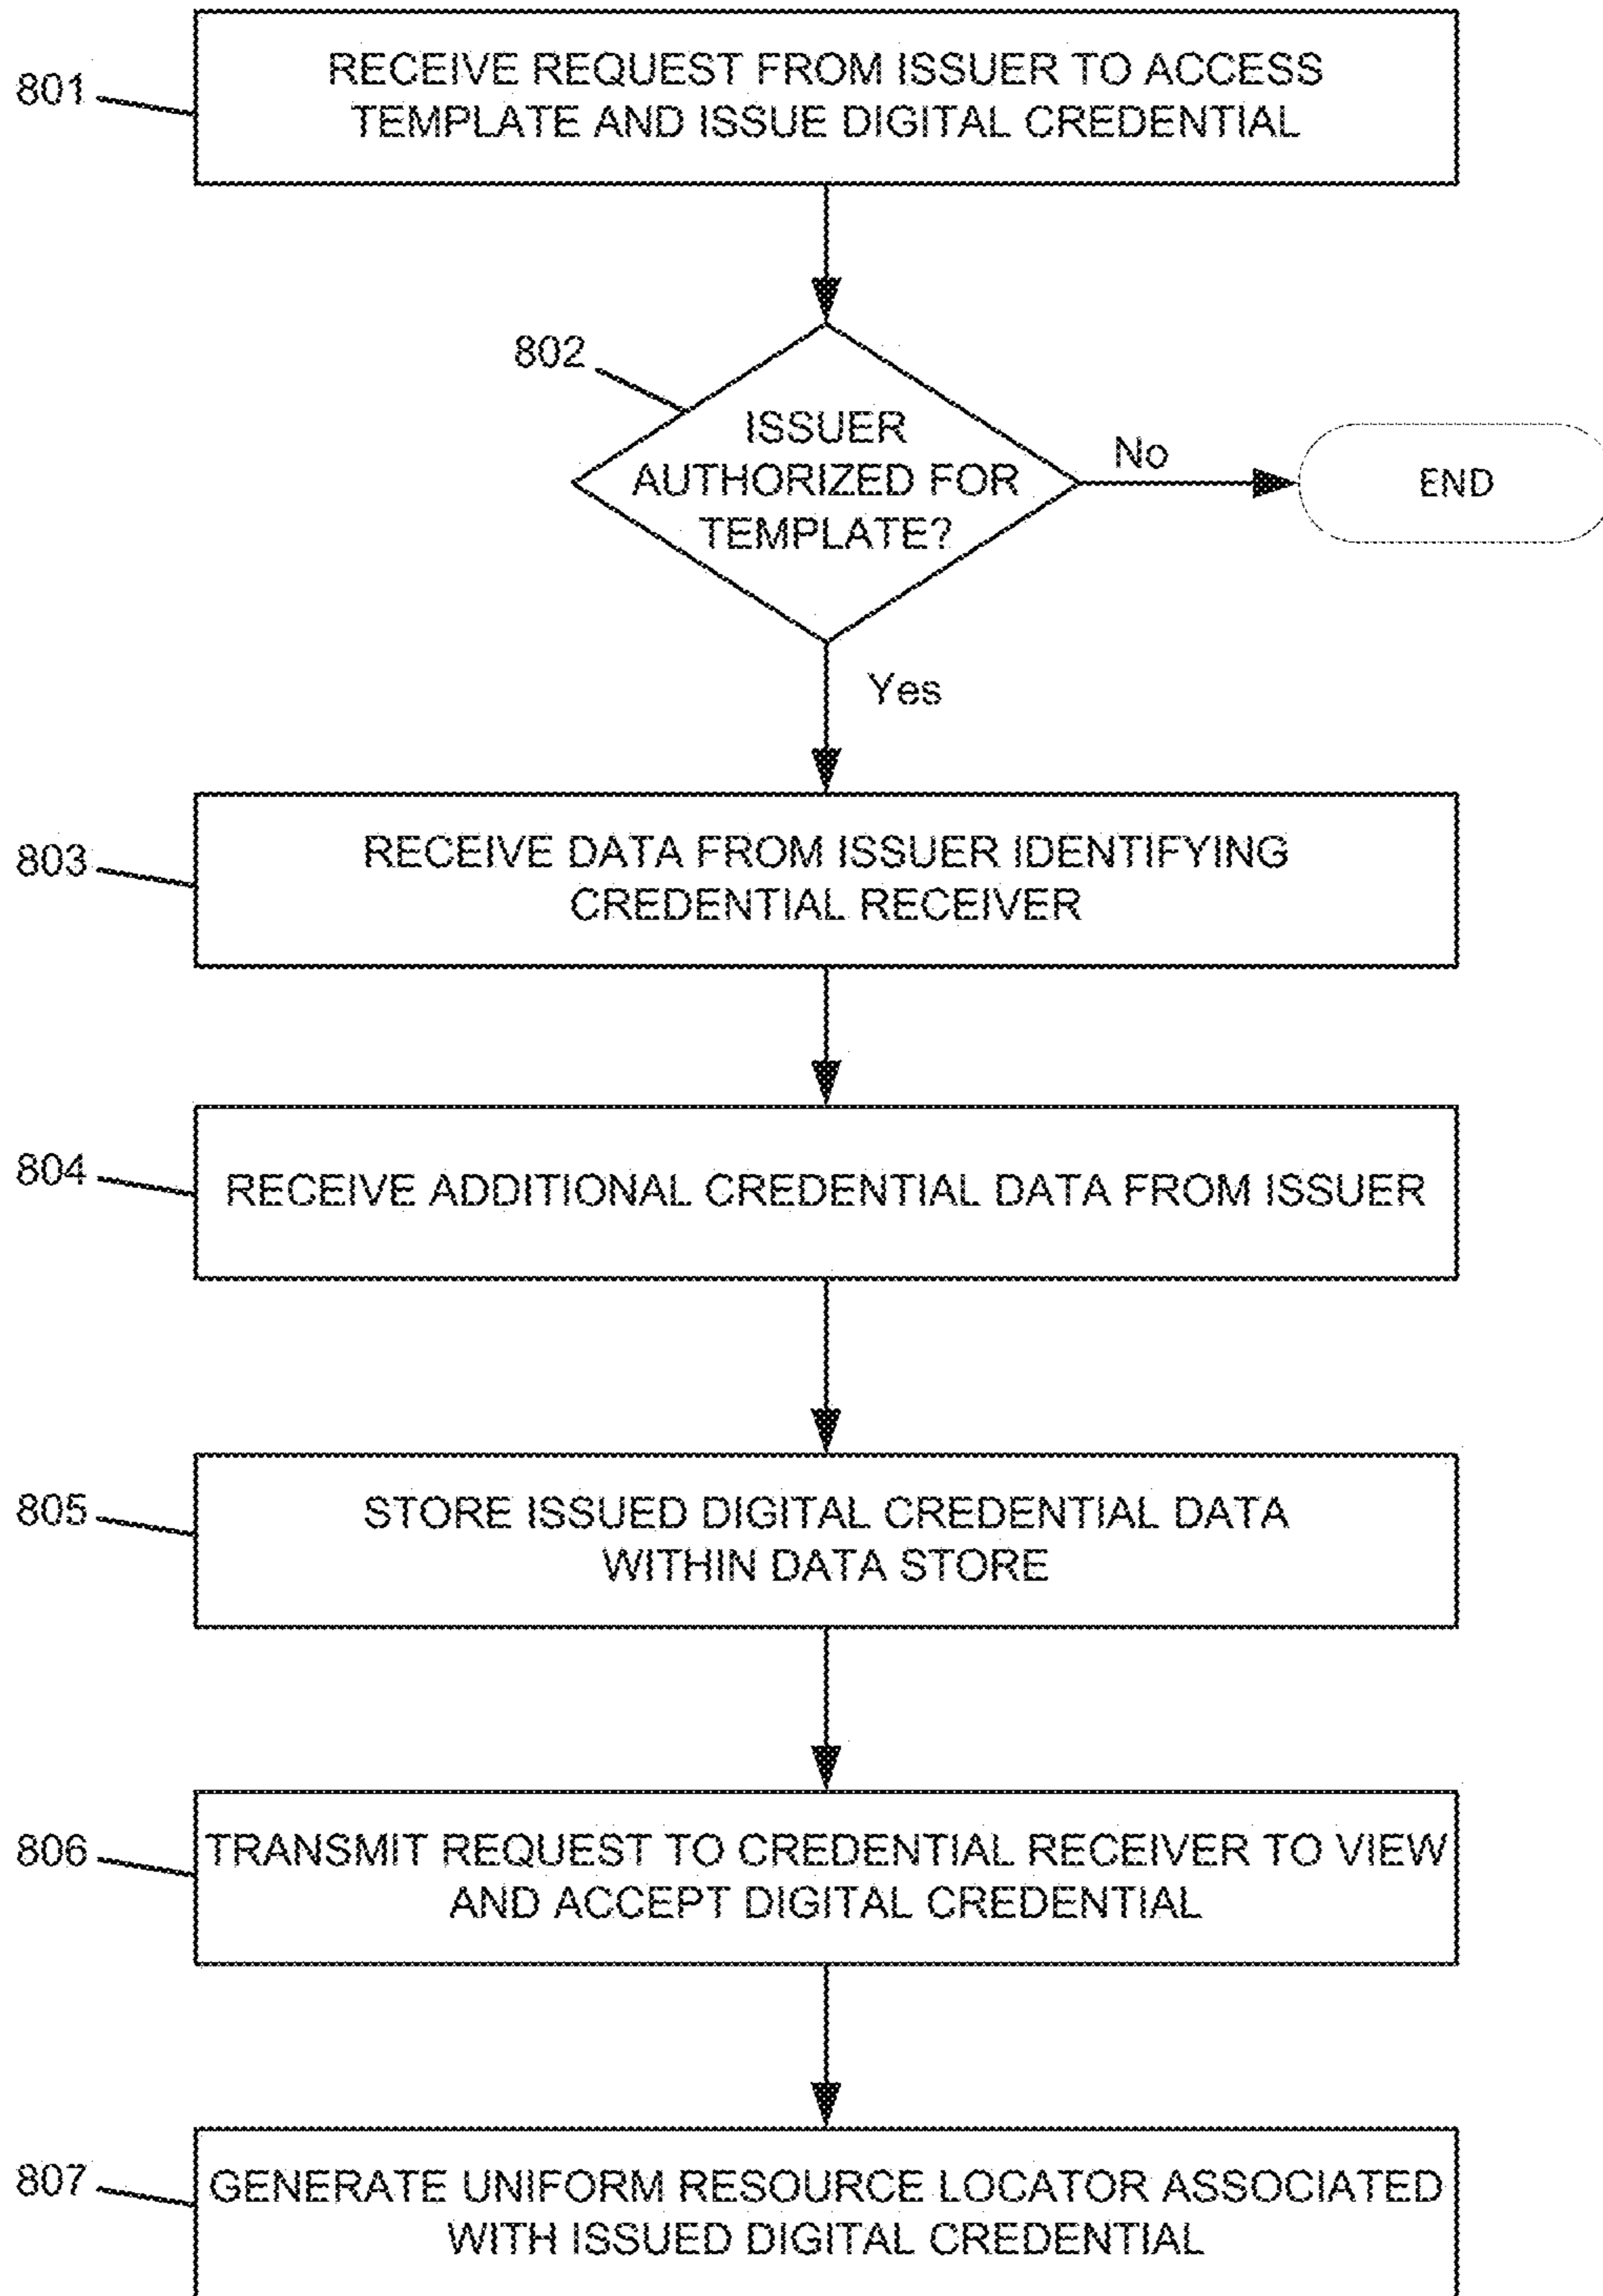 801
RECEIVE REQUEST FROM ISSUER TO ACCESS
TEMPLATE AND ISSUE DIGITAL CREDENTIAL
802
ISSUER
AUTHORIZED FOR
TEMPLATE?
No
END
Yes
803
RECEIVE DATA FROM ISSUER IDENTIFYING
CREDENTIAL RECEIVER
804
RECEIVE ADDITIONAL CREDENTIAL DATA FROM ISSUER
805
STORE ISSUED DIGITAL CREDENTIAL DATA
WITHIN DATA STORE
806
TRANSMIT REQUEST TO CREDENTIAL RECEIVER TO VIEW
AND ACCEPT DIGITAL CREDENTIAL
807
GENERATE UNIFORM RESOURCE LOCATOR ASSOCIATED
WITH ISSUED DIGITAL CREDENTIAL